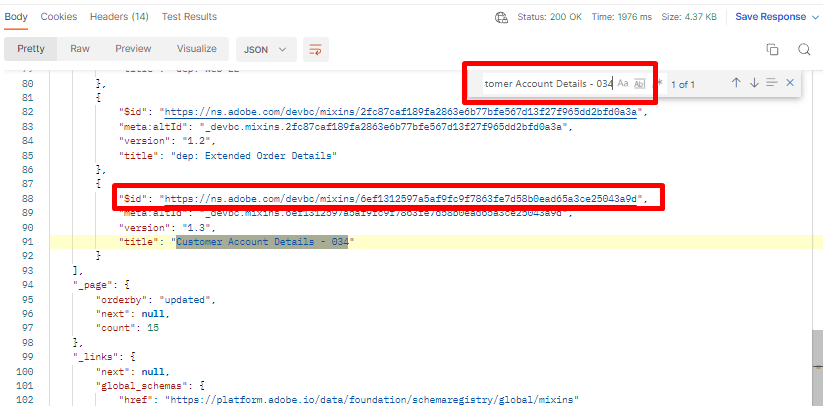 Body Cookies Headers (14) Test Results Status: 200 OK Time: 1976 ms Size: 4.37 KB Save Response
Pretty Raw Preview Visualize JSON
tomer Account Details - 034 Aa Abl .* 1 of 1
80 },
81 {
82 "$id": "https://ns.adobe.com/devbc/mixins/2fc87caf189fa2863e6b77bfe567d13f27f965dd2bfd0a3a",
83 "meta:altId": "_devbc.mixins.2fc87caf189fa2863e6b77bfe567d13f27f965dd2bfd0a3a",
84 "version": "1.2",
85 "title": "dep: Extended Order Details"
86 },
87 {
88 "$id": "https://ns.adobe.com/devbc/mixins/6ef1312597a5af9fc9f7863fe7d58b0ead65a3ce25043a9d",
89 "meta:altId": "_devbc.mixins.6ef1312597a5af9fc9f7863fe7d58b0ead65a3ce25043a9d",
90 "version": "1.3",
91 "title": "Customer Account Details - 034"
92 }
93 ],
94 "_page": {
95 "orderby": "updated",
96 "next": null,
97 "count": 15
98 },
99 "_links": {
100 "next": null,
101 "global_schemas": {
102 "href": "https://platform.adobe.io/data/foundation/schemaregistry/global/mixins"